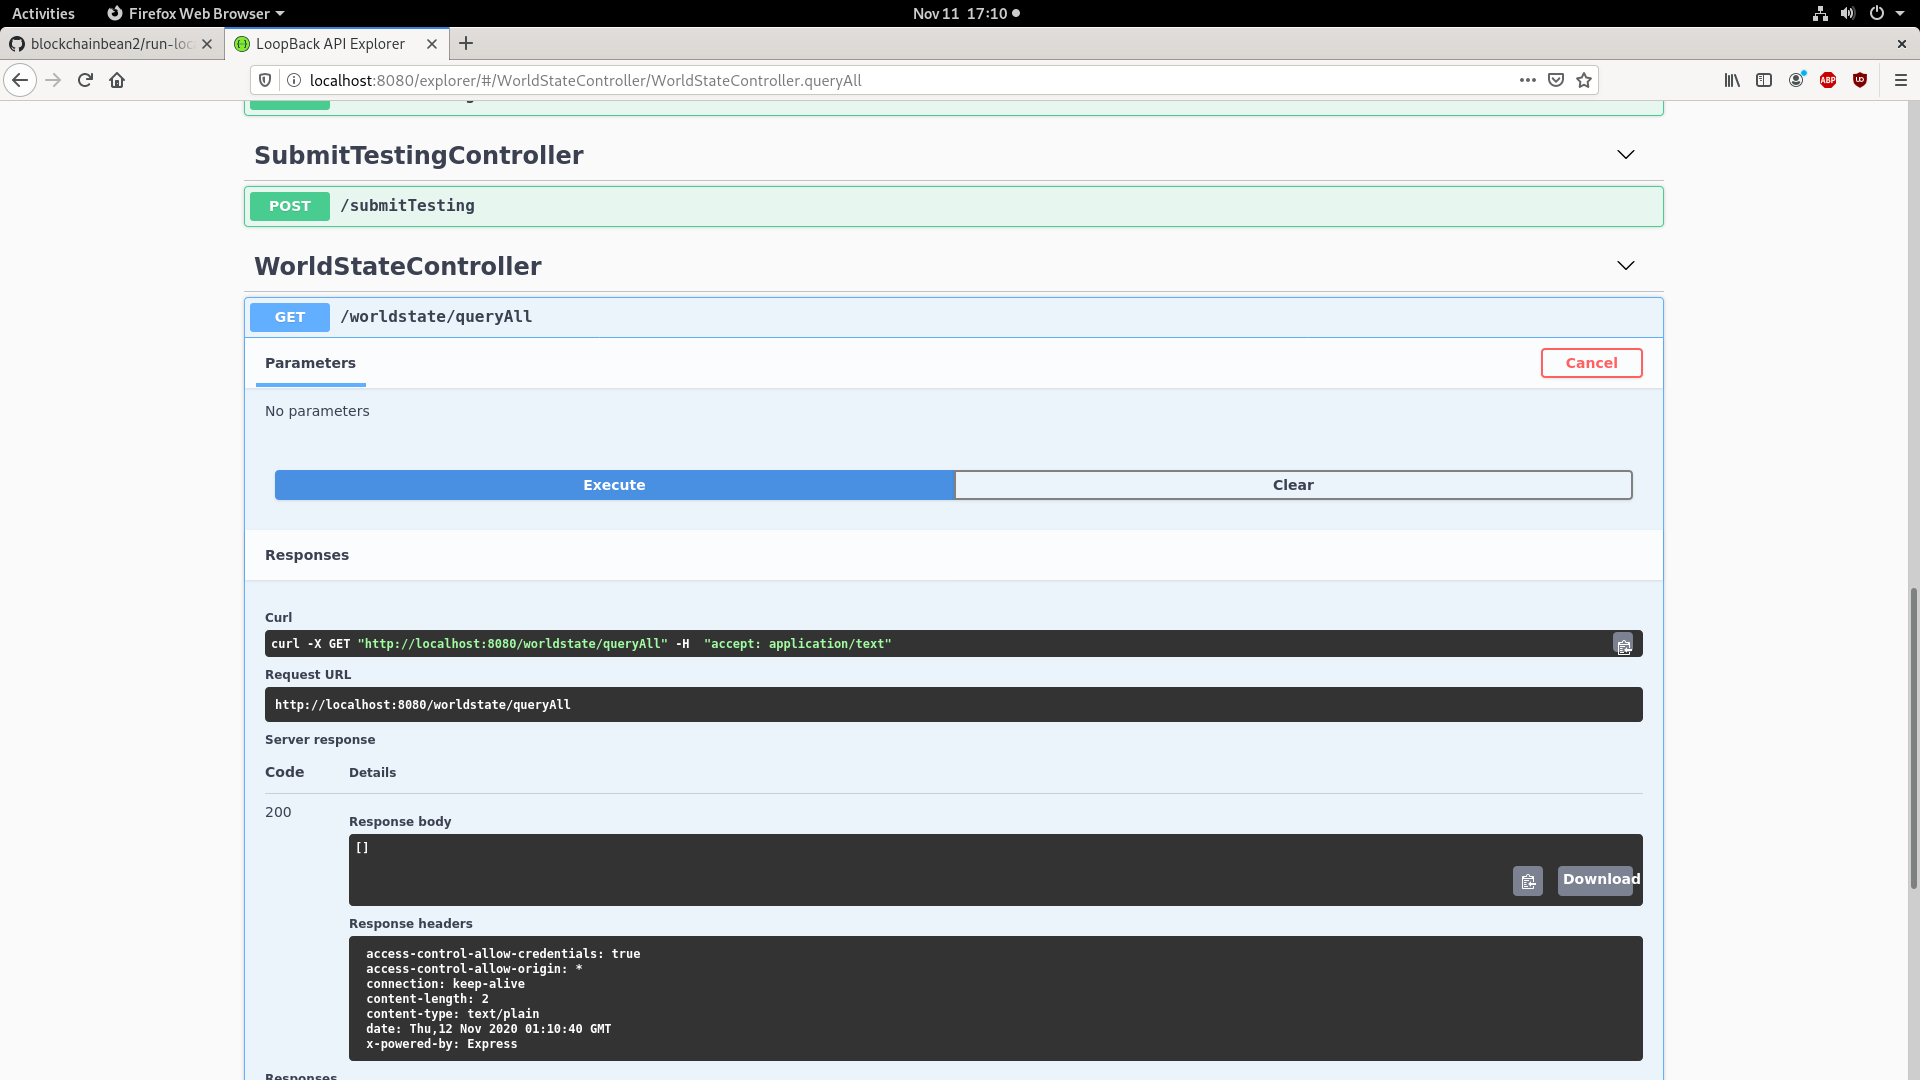 Activities
Firefox Web Browser
Nov 11 17:10
blockchainbean2/run-loc
LoopBack API Explorer
localhost:8080/explorer/#/WorldStateController/WorldStateController.queryAll
ABP
SubmitTestingController
POST /submitTesting
WorldStateController
GET /worldstate/queryAll
Parameters
Cancel
No parameters
Execute
Clear
Responses
Curl
curl -X GET "http://localhost:8080/worldstate/queryAll" -H "accept: application/text"
Request URL
http://localhost:8080/worldstate/queryAll
Server response
Code Details
200
Response body
[]
Download
Response headers
access-control-allow-credentials: true
access-control-allow-origin: *
connection: keep-alive
content-length: 2
content-type: text/plain
date: Thu,12 Nov 2020 01:10:40 GMT
x-powered-by: Express
Responses